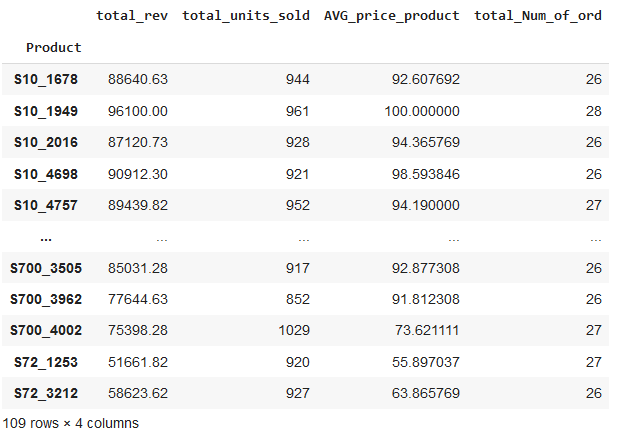 total_rev total_units_sold AVG_price_product total_Num_of_ord
Product
S10_1678 88640.63 944 92.607692 26
S10_1949 96100.00 961 100.000000 28
S10_2016 87120.73 928 94.365769 26
S10_4698 90912.30 921 98.593846 26
S10_4757 89439.82 952 94.190000 27
... ... ... ... ...
S700_3505 85031.28 917 92.877308 26
S700_3962 77644.63 852 91.812308 26
S700_4002 75398.28 1029 73.621111 27
S72_1253 51661.82 920 55.897037 27
S72_3212 58623.62 927 63.865769 26
109 rows × 4 columns